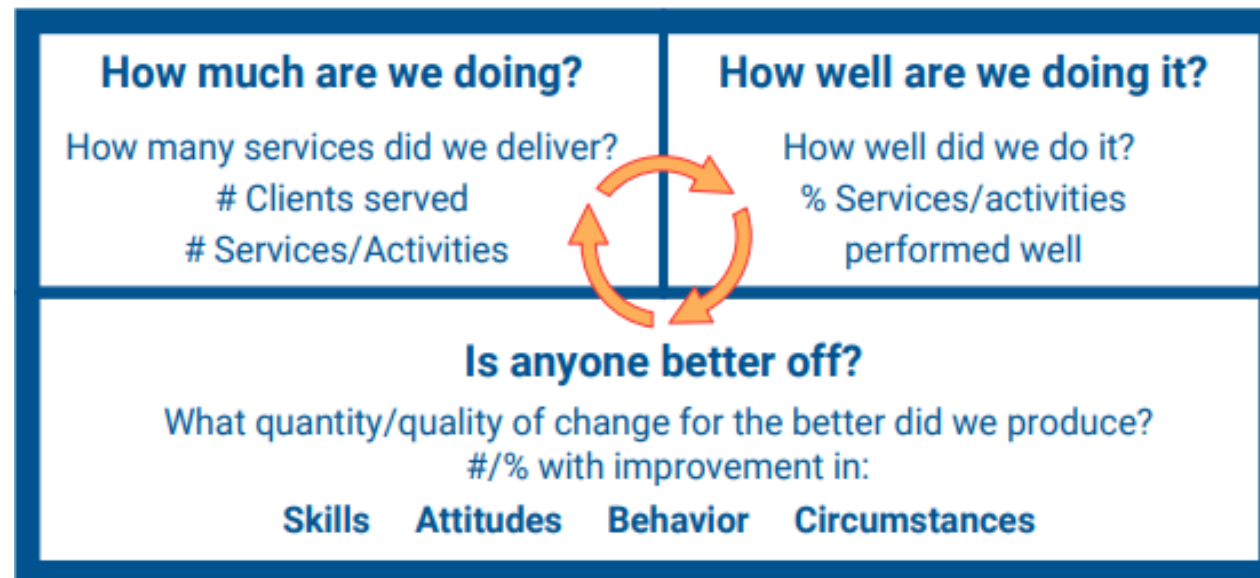 How much are we doing?
How many services did we deliver?
# Clients served
# Services/Activities
How well are we doing it?
How well did we do it?
% Services/activities
performed well
Is anyone better off?
What quantity/quality of change for the better did we produce?
#/% with improvement in:
Skills Attitudes Behavior Circumstances